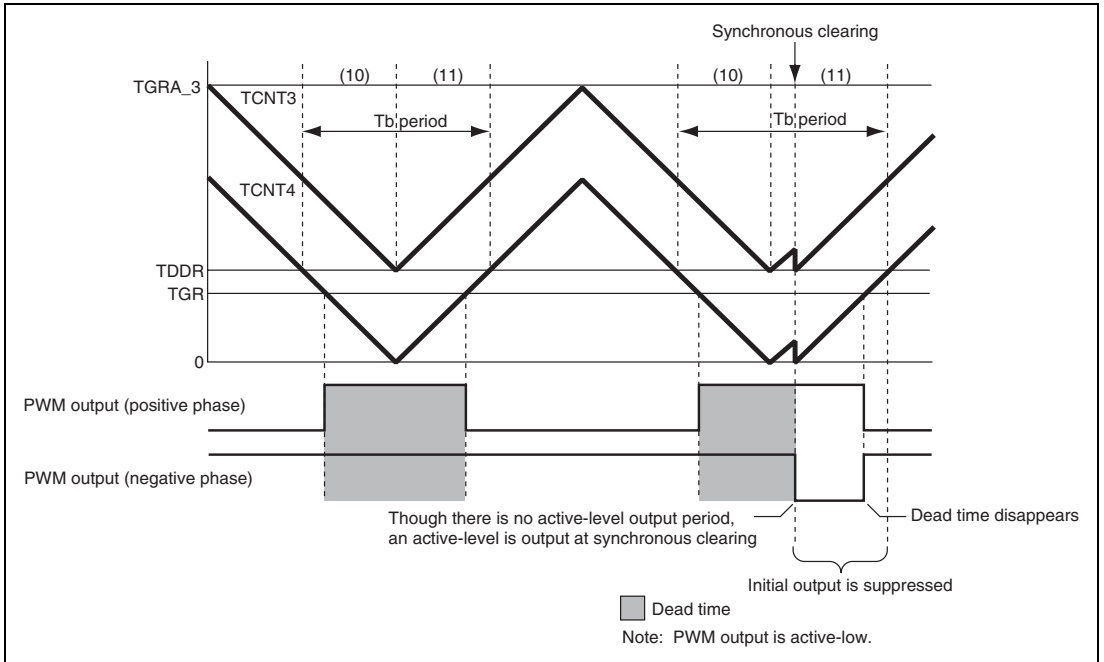 Synchronous clearing
(10) (11) (10) (11)
TGRA_3
TCNT3
Tb period Tb period
TCNT4
TDDR
TGR
0
PWM output (positive phase)
PWM output (negative phase)
Though there is no active-level output period,
an active-level is output at synchronous clearing
Dead time disappears
Initial output is suppressed
Dead time
Note: PWM output is active-low.